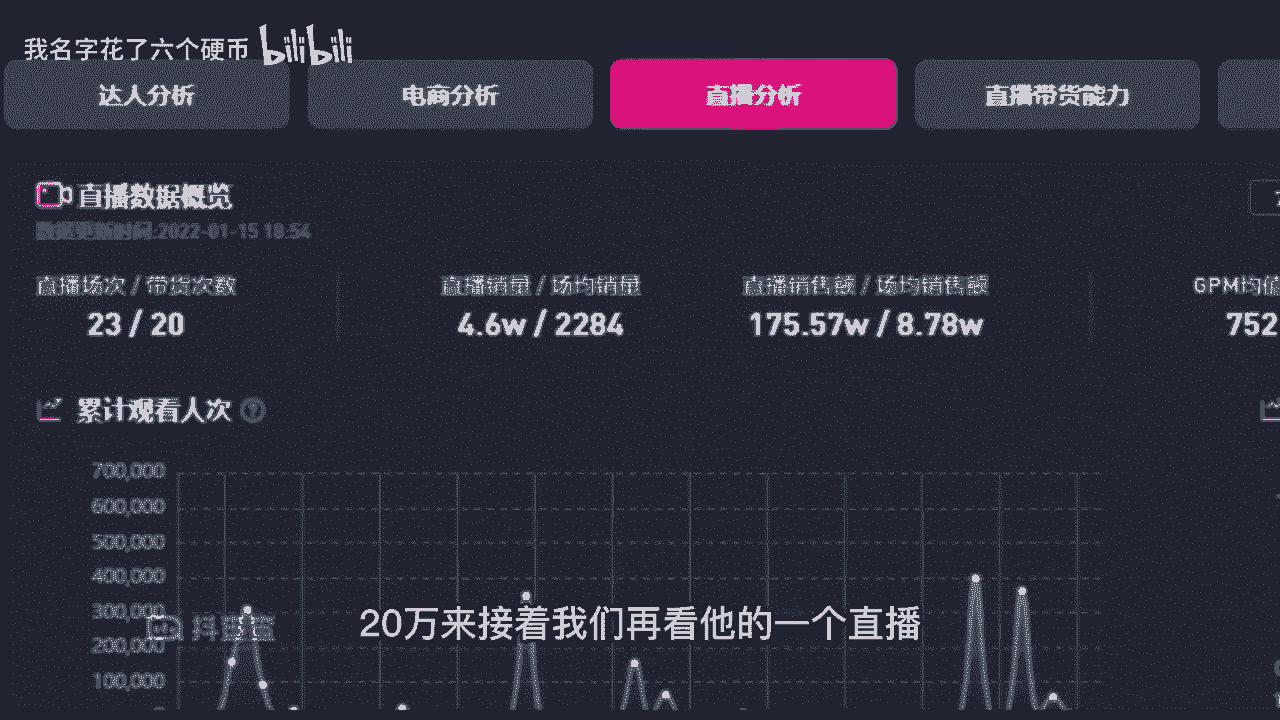 我名字花了六个硬币 bilibili
达人分析 电商分析 直播分析 直播带货能力
直播数据概览
数据更新时间 2022-01-15 18:54
直播场次 / 带货次数 直播销量 / 场均销量 直播销售额 / 场均销售额 GPM均值
23 / 20 4.6w / 2284 175.57w / 8.78w 752
累计观看人次 ?
700,000
600,000
500,000
400,000
300,000
20万来接着我们再看他的一个直播
200,000
100,000